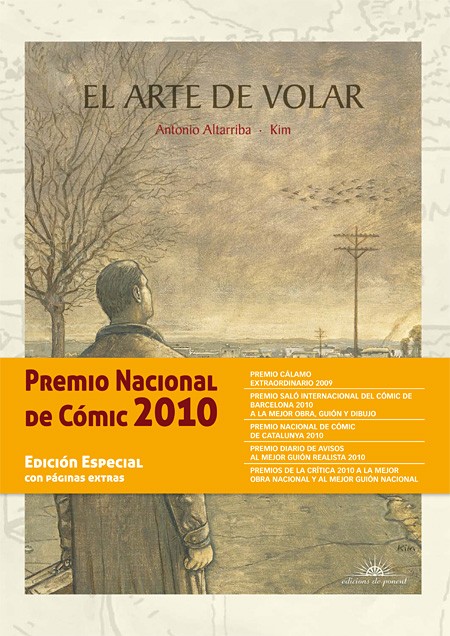 EL ARTE DE VOLAR
Antonio Altarriba · Kim
PREMIO NACIONAL
DE CÓMIC 2010
EDICIÓN ESPECIAL
CON PÁGINAS EXTRAS
PREMIO CÁLAMO
EXTRAORDINARIO 2009
PREMIO SALÓ INTERNACIONAL DEL CÓMIC DE
BARCELONA 2010
A LA MEJOR OBRA, GUIÓN Y DIBUJO
PREMIO NACIONAL DE CÓMIC
DE CATALUNYA 2010
PREMIO DIARIO DE AVISOS
AL MEJOR GUIÓN REALISTA 2010
PREMIOS DE LA CRÍTICA 2010 A LA MEJOR
OBRA NACIONAL Y AL MEJOR GUIÓN NACIONAL
Kim
edicions de ponent